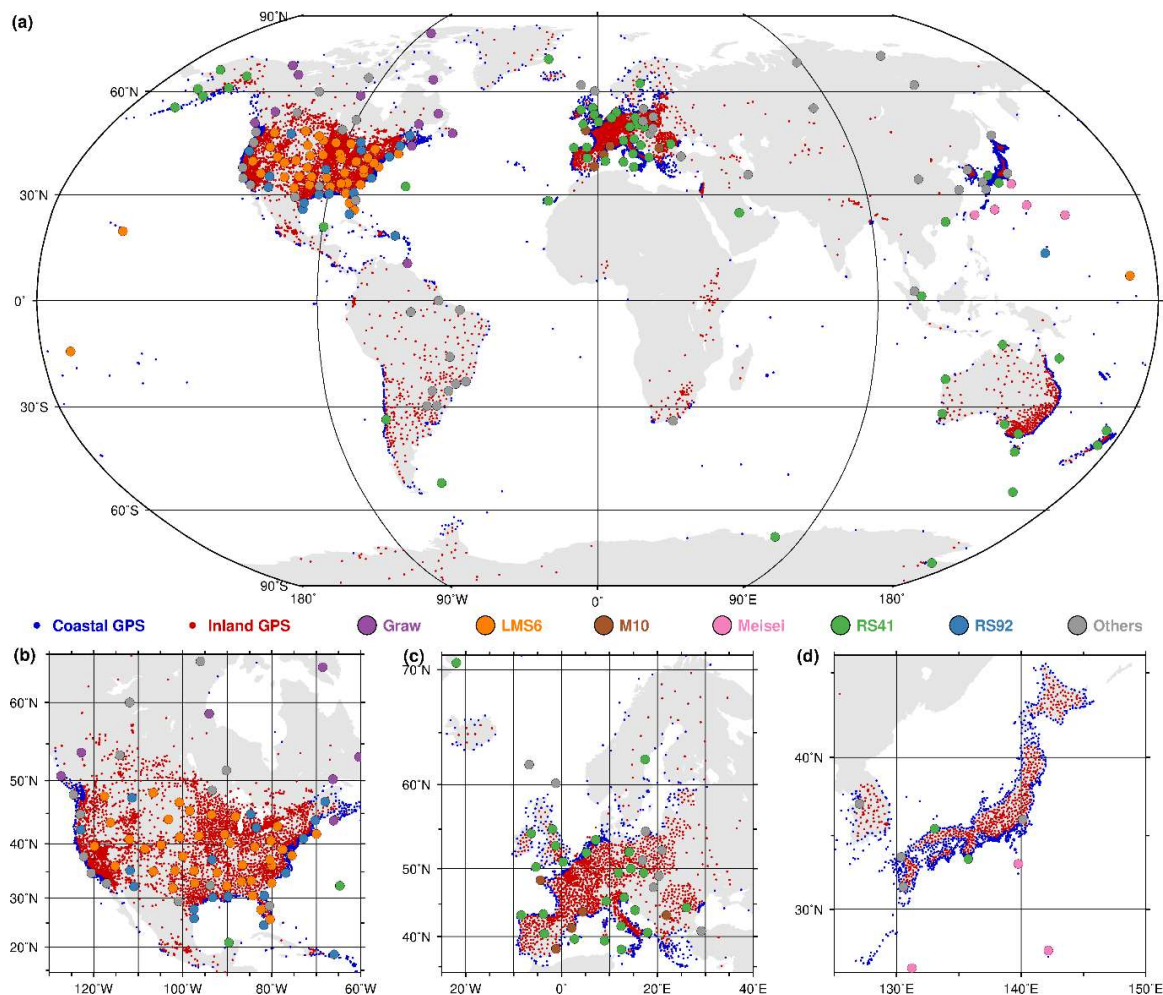 (a)
90˚N
60˚N
30˚N
0˚
30˚S
60˚S
90˚S
180˚ 90˚W 0˚ 90˚E 180˚
Coastal GPS Inland GPS Graw LMS6 M10 Meisei RS41 RS92 Others
(b) (c) (d)
60˚N
50˚N
40˚N
30˚N
20˚N
120˚W 100˚W 80˚W 60˚W
70˚N
60˚N
50˚N
40˚N
20˚W 0˚ 20˚E 40˚E
40˚N
30˚N
130˚E 140˚E 150˚E